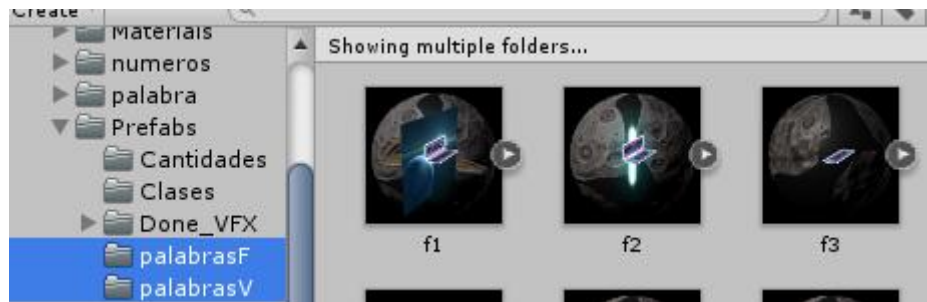 Create
Materials
numeros
palabra
Prefabs
Cantidades
Clases
Done_VFX
palabrasF
palabrasV
Showing multiple folders...
f1
f2
f3